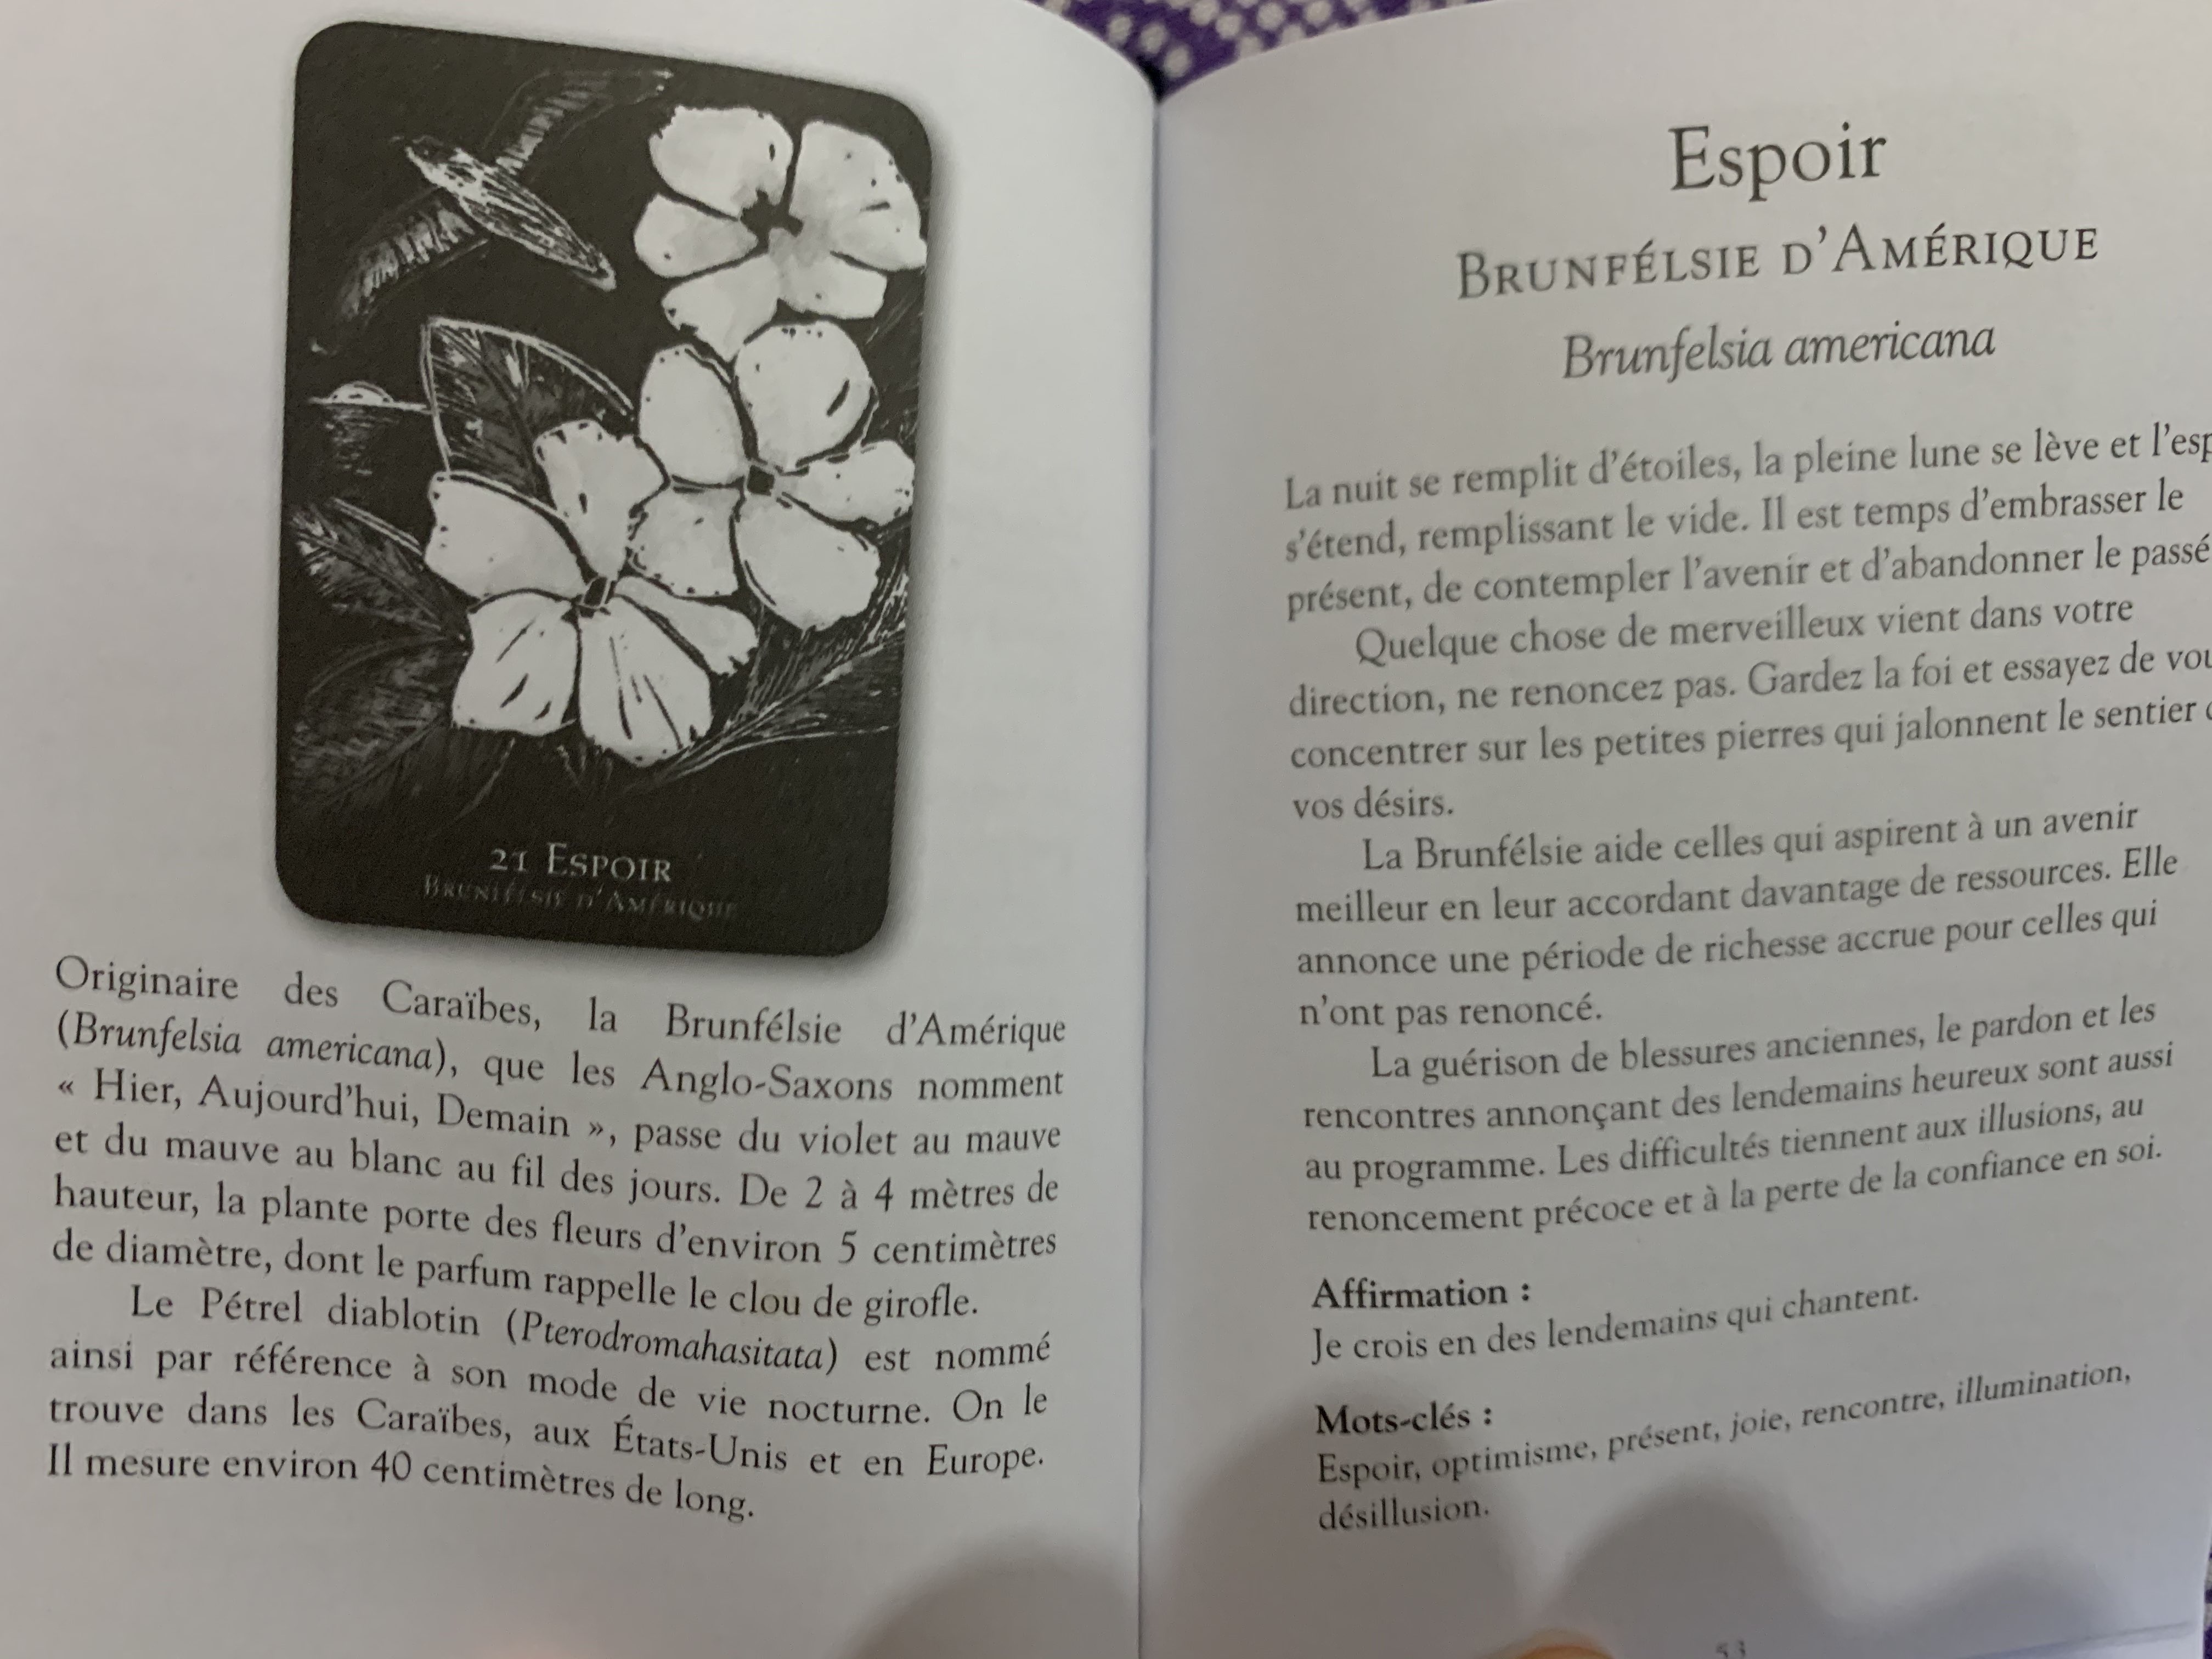 21 Espoir
Brunfélsie d'Amérique
Originaire des Caraïbes, la Brunfélsie d'Amérique
(Brunfelsia americana), que les Anglo-Saxons nomment
« Hier, Aujourd'hui, Demain », passe du violet au mauve
et du mauve au blanc au fil des jours. De 2 à 4 mètres de
hauteur, la plante porte des fleurs d'environ 5 centimètres
de diamètre, dont le parfum rappelle le clou de girofle.
Le Pétrel diablotin (Pterodromahasitata) est nommé
ainsi par référence à son mode de vie nocturne. On le
trouve dans les Caraïbes, aux États-Unis et en Europe.
Il mesure environ 40 centimètres de long.
Espoir
Brunfélsie d'Amérique
Brunfelsia americana
La nuit se remplit d'étoiles, la pleine lune se lève et
s'étend, remplissant le vide. Il est temps d'embrasser le
présent, de contempler l'avenir et d'abandonner le passé
Quelque chose de merveilleux vient dans votre
direction, ne renoncez pas. Gardez la foi et essayez de
concentrer sur les petites pierres qui jalonnent le sentier
vos désirs.
La Brunfélsie aide celles qui aspirent à un avenir
meilleur en leur accordant davantage de ressources. Elle
annonce une période de richesse accrue pour celles qui
n'ont pas renoncé.
La guérison de blessures anciennes, le pardon et les
rencontres annonçant des lendemains heureux sont aussi
au programme. Les difficultés tiennent aux illusions, au
renoncement précoce et à la perte de la confiance en soi.
Affirmation :
Je crois en des lendemains qui chantent.
Mots-clés :
Espoir, optimisme, présent, joie, rencontre, illumination,
désillusion.
53